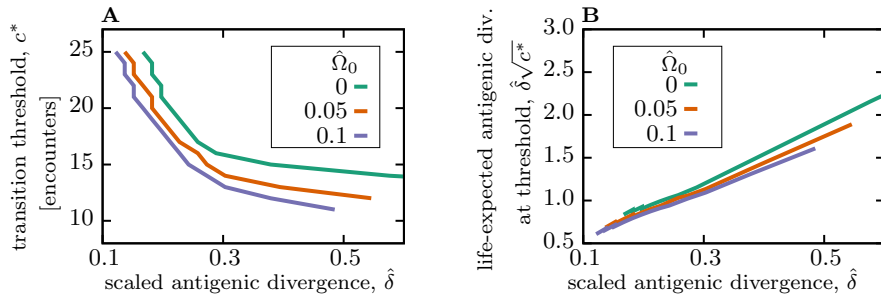 A
transition threshold, c*
[encounters]
25
20
15
10
0.1
0.3
0.5
scaled antigenic divergence, δ̂
Ω̂₀
0
0.05
0.1
B
life-expected antigenic div.
at threshold, δ̂√c*
3.0
2.5
2.0
1.5
1.0
0.5
0.1
0.3
0.5
scaled antigenic divergence, δ̂
Ω̂₀
0
0.05
0.1